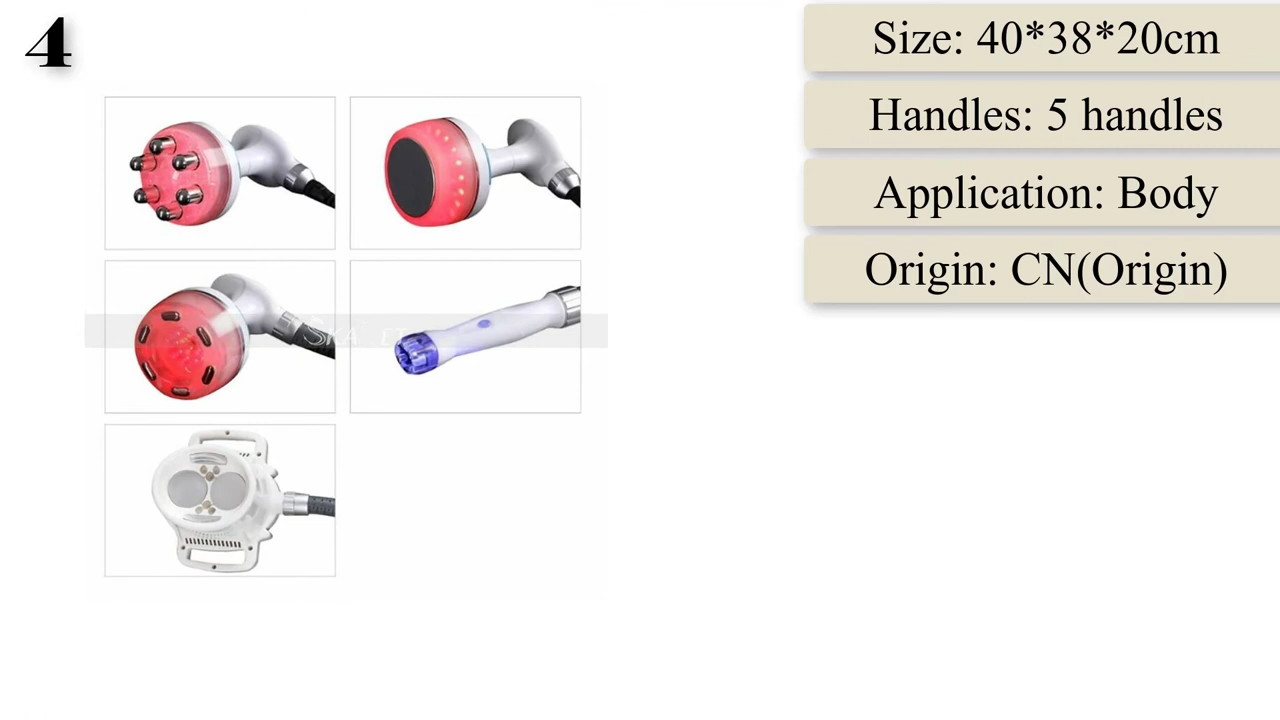 4
Size: 40*38*20cm
Handles: 5 handles
Application: Body
Origin: CN(Origin)